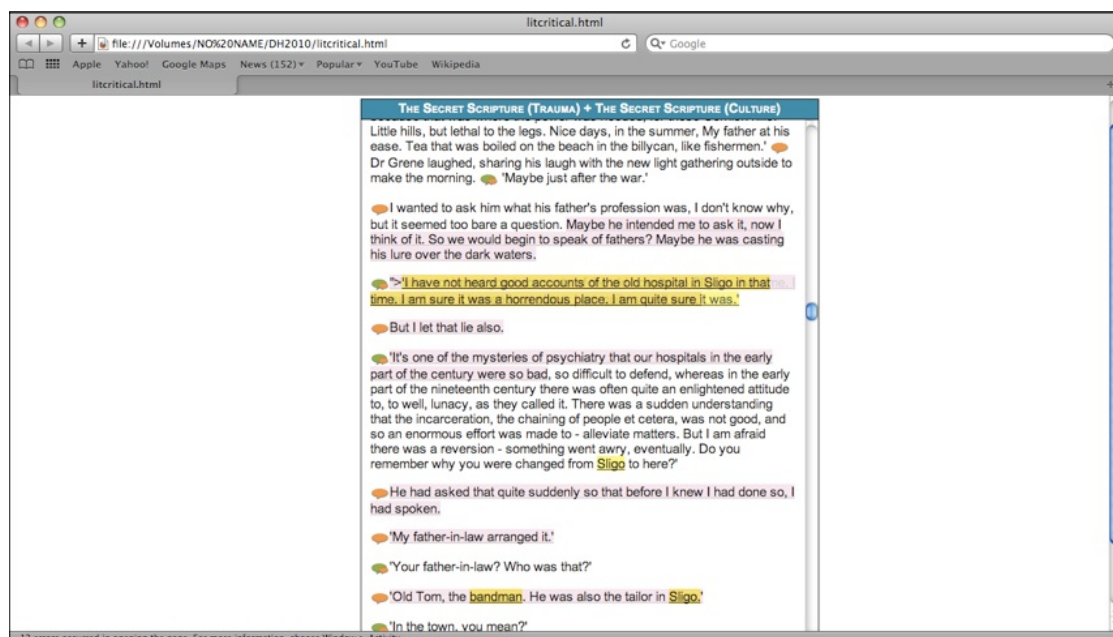 litcritical.html
file:///Volumes/NO%20NAME/DH2010/litcritical.html
Google
Apple Yahoo! Google Maps News (152) Popular YouTube Wikipedia
litcritical.html
THE SECRET SCRIPTURE (TRAUMA) + THE SECRET SCRIPTURE (CULTURE)
Little hills, but lethal to the legs. Nice days, in the summer, My father at his
ease. Tea that was boiled on the beach in the billycan, like fishermen.'
Dr Grene laughed, sharing his laugh with the new light gathering outside to
make the morning. 'Maybe just after the war.'
I wanted to ask him what his father's profession was, I don't know why,
but it seemed too bare a question. Maybe he intended me to ask it, now I
think of it. So we would begin to speak of fathers? Maybe he was casting
his lure over the dark waters.
">'I have not heard good accounts of the old hospital in Sligo in that
time. I am sure it was a horrendous place. I am quite sure it was.'
But I let that lie also.
'It's one of the mysteries of psychiatry that our hospitals in the early
part of the century were so bad, so difficult to defend, whereas in the early
part of the nineteenth century there was often quite an enlightened attitude
to, to well, lunacy, as they called it. There was a sudden understanding
that the incarceration, the chaining of people et cetera, was not good, and
so an enormous effort was made to - alleviate matters. But I am afraid
there was a reversion - something went awry, eventually. Do you
remember why you were changed from Sligo to here?'
He had asked that quite suddenly so that before I knew I had done so, I
had spoken.
'My father-in-law arranged it.'
'Your father-in-law? Who was that?'
'Old Tom, the bandman. He was also the tailor in Sligo.'
'In the town, you mean?'